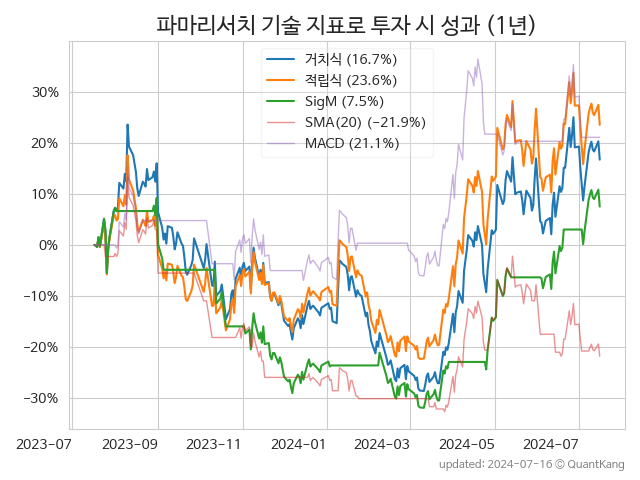 파마리서치 기술 지표로 투자 시 성과 (1년)
거치식 (16.7%)
적립식 (23.6%)
SigM (7.5%)
SMA(20) (−21.9%)
MACD (21.1%)
30%
20%
10%
0%
−10%
−20%
−30%
2023-07 2023-09 2023-11 2024-01 2024-03 2024-05 2024-07
updated: 2024-07-16 © QuantKang